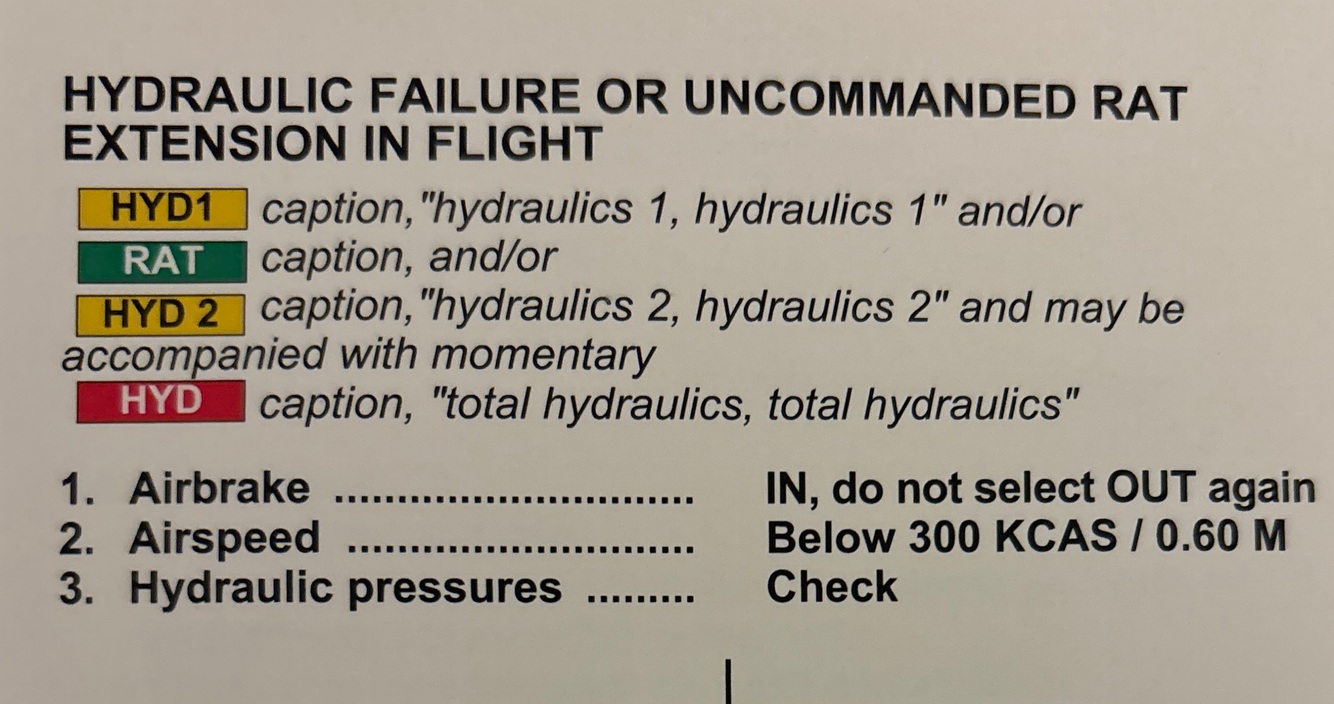 HYDRAULIC FAILURE OR UNCOMMANDED RAT
EXTENSION IN FLIGHT
HYD1 caption, "hydraulics 1, hydraulics 1" and/or
RAT caption, and/or
HYD 2 caption, "hydraulics 2, hydraulics 2" and may be
accompanied with momentary
HYD caption, "total hydraulics, total hydraulics"
1. Airbrake ............................. IN, do not select OUT again
2. Airspeed ............................ Below 300 KCAS / 0.60 M
3. Hydraulic pressures ......... Check